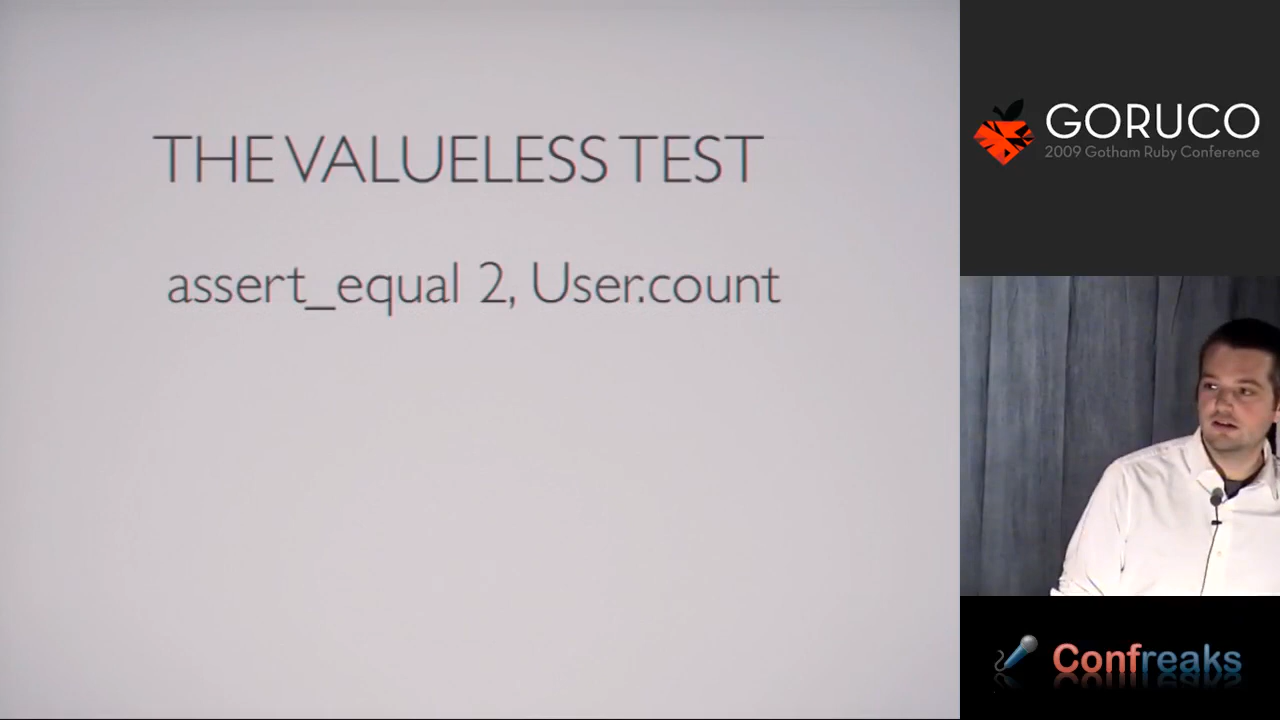 THE VALUELESS TEST
assert_equal 2, User.count
GORUCO
2009 Gotham Ruby Conference
Confreaks